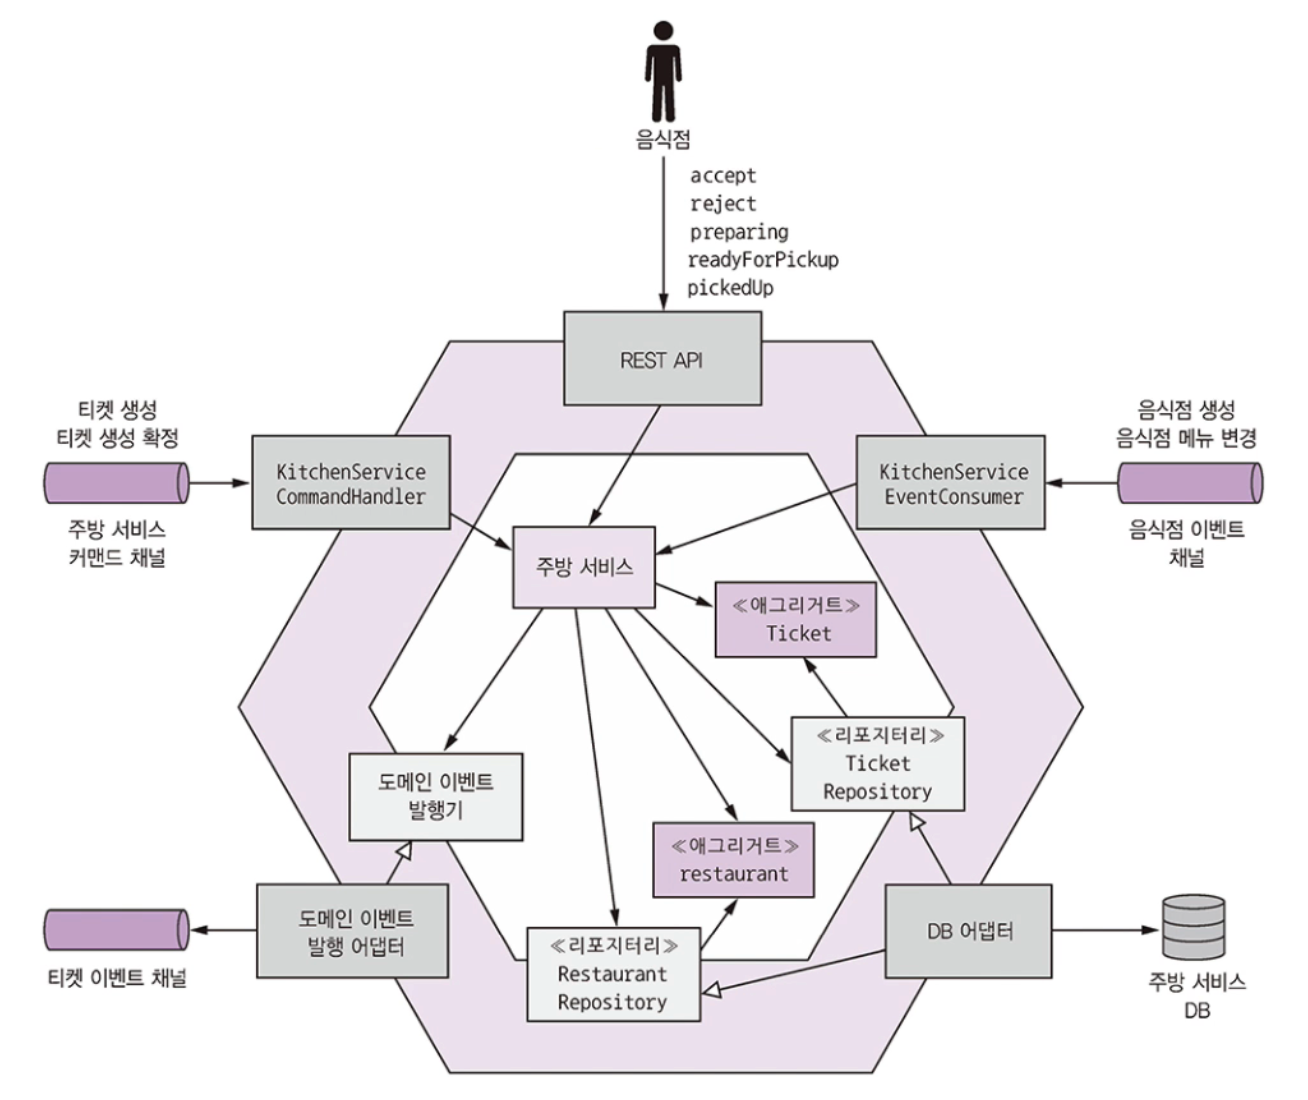 음식점
accept
reject
preparing
readyForPickup
pickedUp
REST API
티켓 생성
티켓 생성 확정
주방 서비스
커맨드 채널
KitchenService
CommandHandler
KitchenService
EventConsumer
음식점 생성
음식점 메뉴 변경
음식점 이벤트
채널
주방 서비스
≪애그리거트≫
Ticket
≪리포지터리≫
Ticket
Repository
도메인 이벤트
발행기
≪애그리거트≫
restaurant
도메인 이벤트
발행 어댑터
티켓 이벤트 채널
≪리포지터리≫
Restaurant
Repository
DB 어댑터
주방 서비스
DB